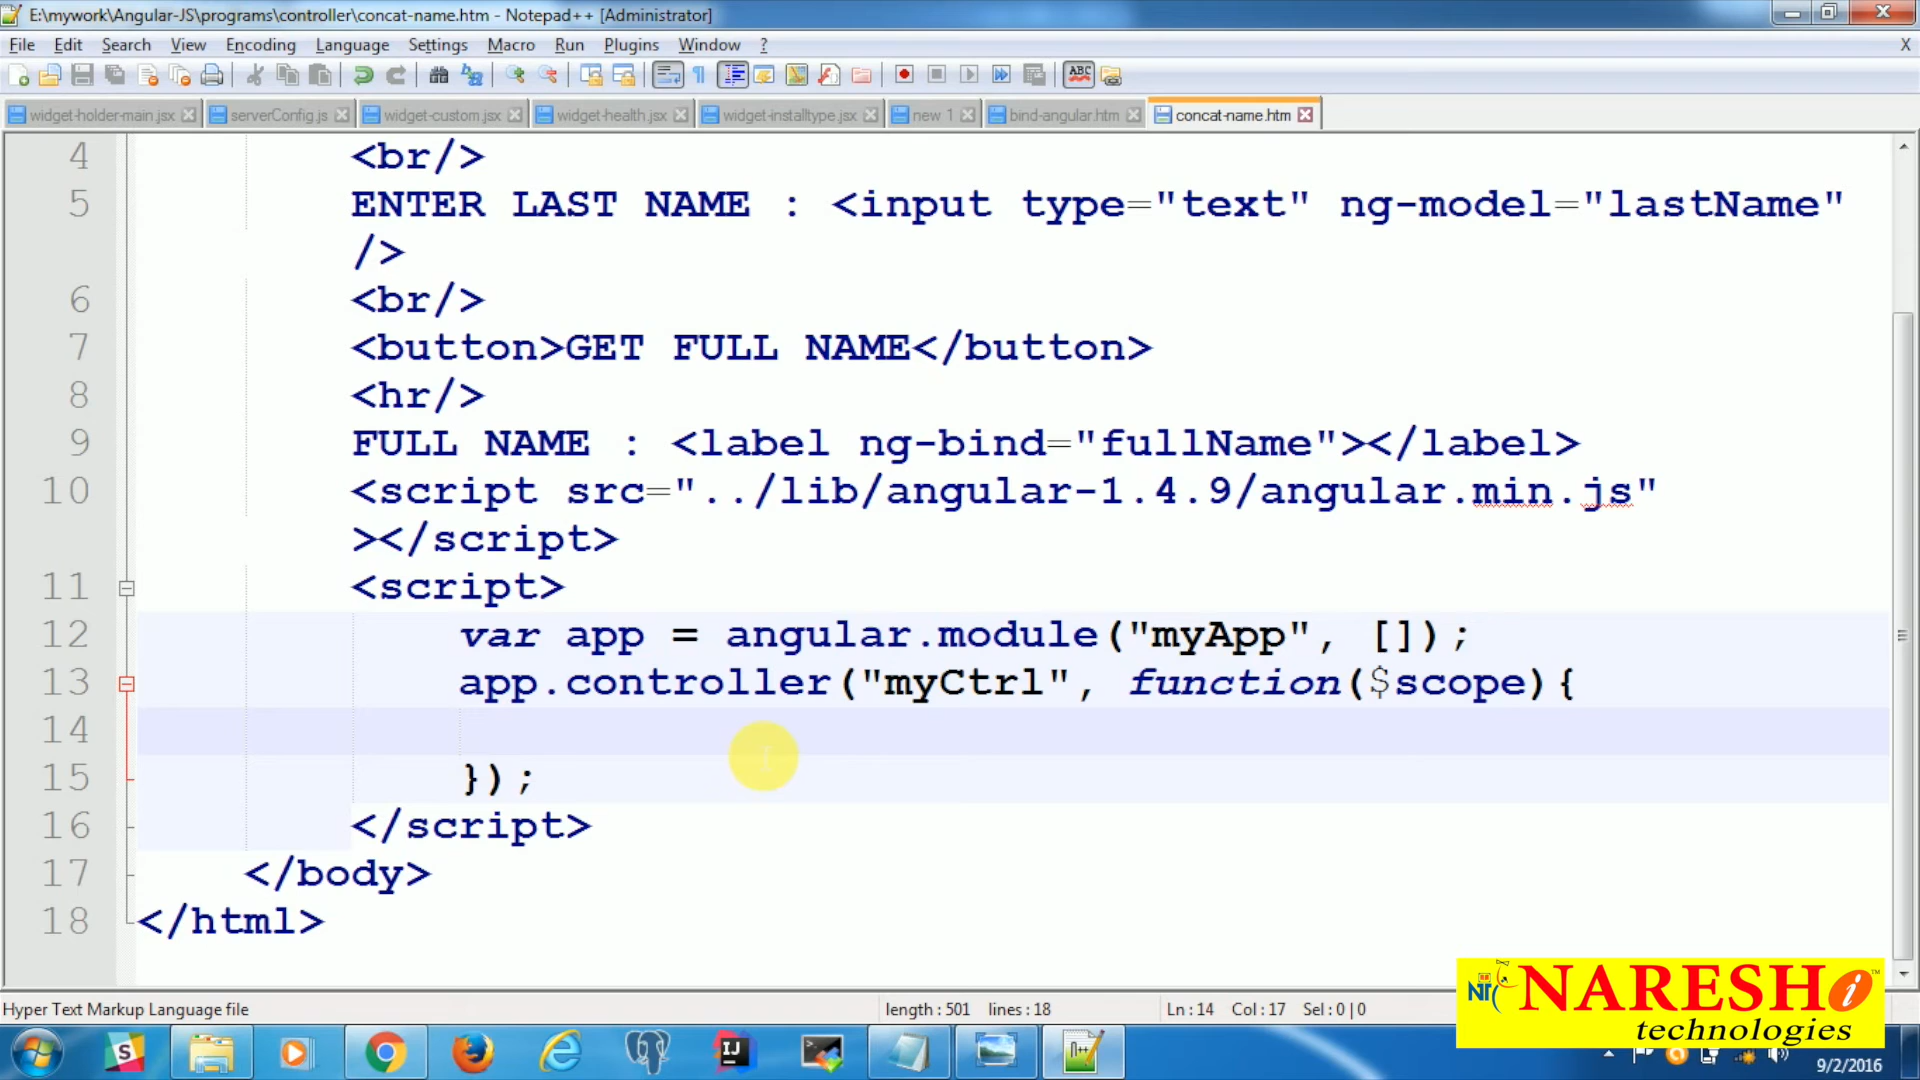 E:\mywork\Angular-JS\programs\controller\concat-name.htm - Notepad++ [Administrator]
File Edit Search View Encoding Language Settings Macro Run Plugins Window ? X
widget-holder-main.jsx serverConfig.js widget-custom.jsx widget-health.jsx widget-installtype.jsx new 1 bind-angular.htm concat-name.htm
4 <br/>
5 ENTER LAST NAME : <input type="text" ng-model="lastName"
/>
6 <br/>
7 <button>GET FULL NAME</button>
8 <hr/>
9 FULL NAME : <label ng-bind="fullName"></label>
10 <script src="../lib/angular-1.4.9/angular.min.js"
></script>
11 <script>
12 var app = angular.module("myApp", []);
13 app.controller("myCtrl", function($scope){
14
15 });
16 </script>
17 </body>
18 </html>
Hyper Text Markup Language file length : 501 lines : 18 Ln : 14 Col : 17 Sel : 0 | 0
NARESH i
technologies
9/2/2016